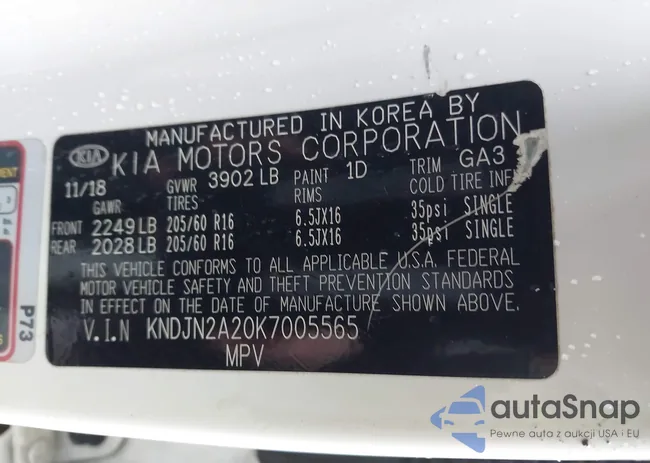 MANUFACTURED IN KOREA BY
KIA KIA MOTORS CORPORATION
11/18 GVWR 3902 LB PAINT 1D TRIM GA3
GAWR TIRES RIMS COLD TIRE INF
FRONT 2249 LB 205/60 R16 6.5JX16 35psi SINGLE
REAR 2028 LB 205/60 R16 6.5JX16 35psi SINGLE
THIS VEHICLE CONFORMS TO ALL APPLICABLE U.S.A. FEDERAL
MOTOR VEHICLE SAFETY AND THEFT PREVENTION STANDARDS
IN EFFECT ON THE DATE OF MANUFACTURE SHOWN ABOVE.
V.I.N KNDJN2A20K7005565
MPV
P73
autaSnap
Pewne auta z aukcji USA i EU